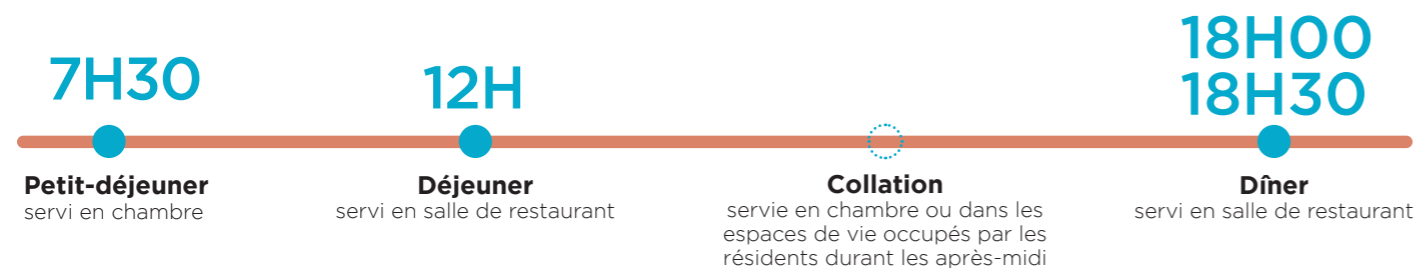 7H30
Petit-déjeuner
servi en chambre
12H
Déjeuner
servi en salle de restaurant
Collation
servie en chambre ou dans les
espaces de vie occupés par les
résidents durant les après-midi
18H00
18H30
Dîner
servi en salle de restaurant